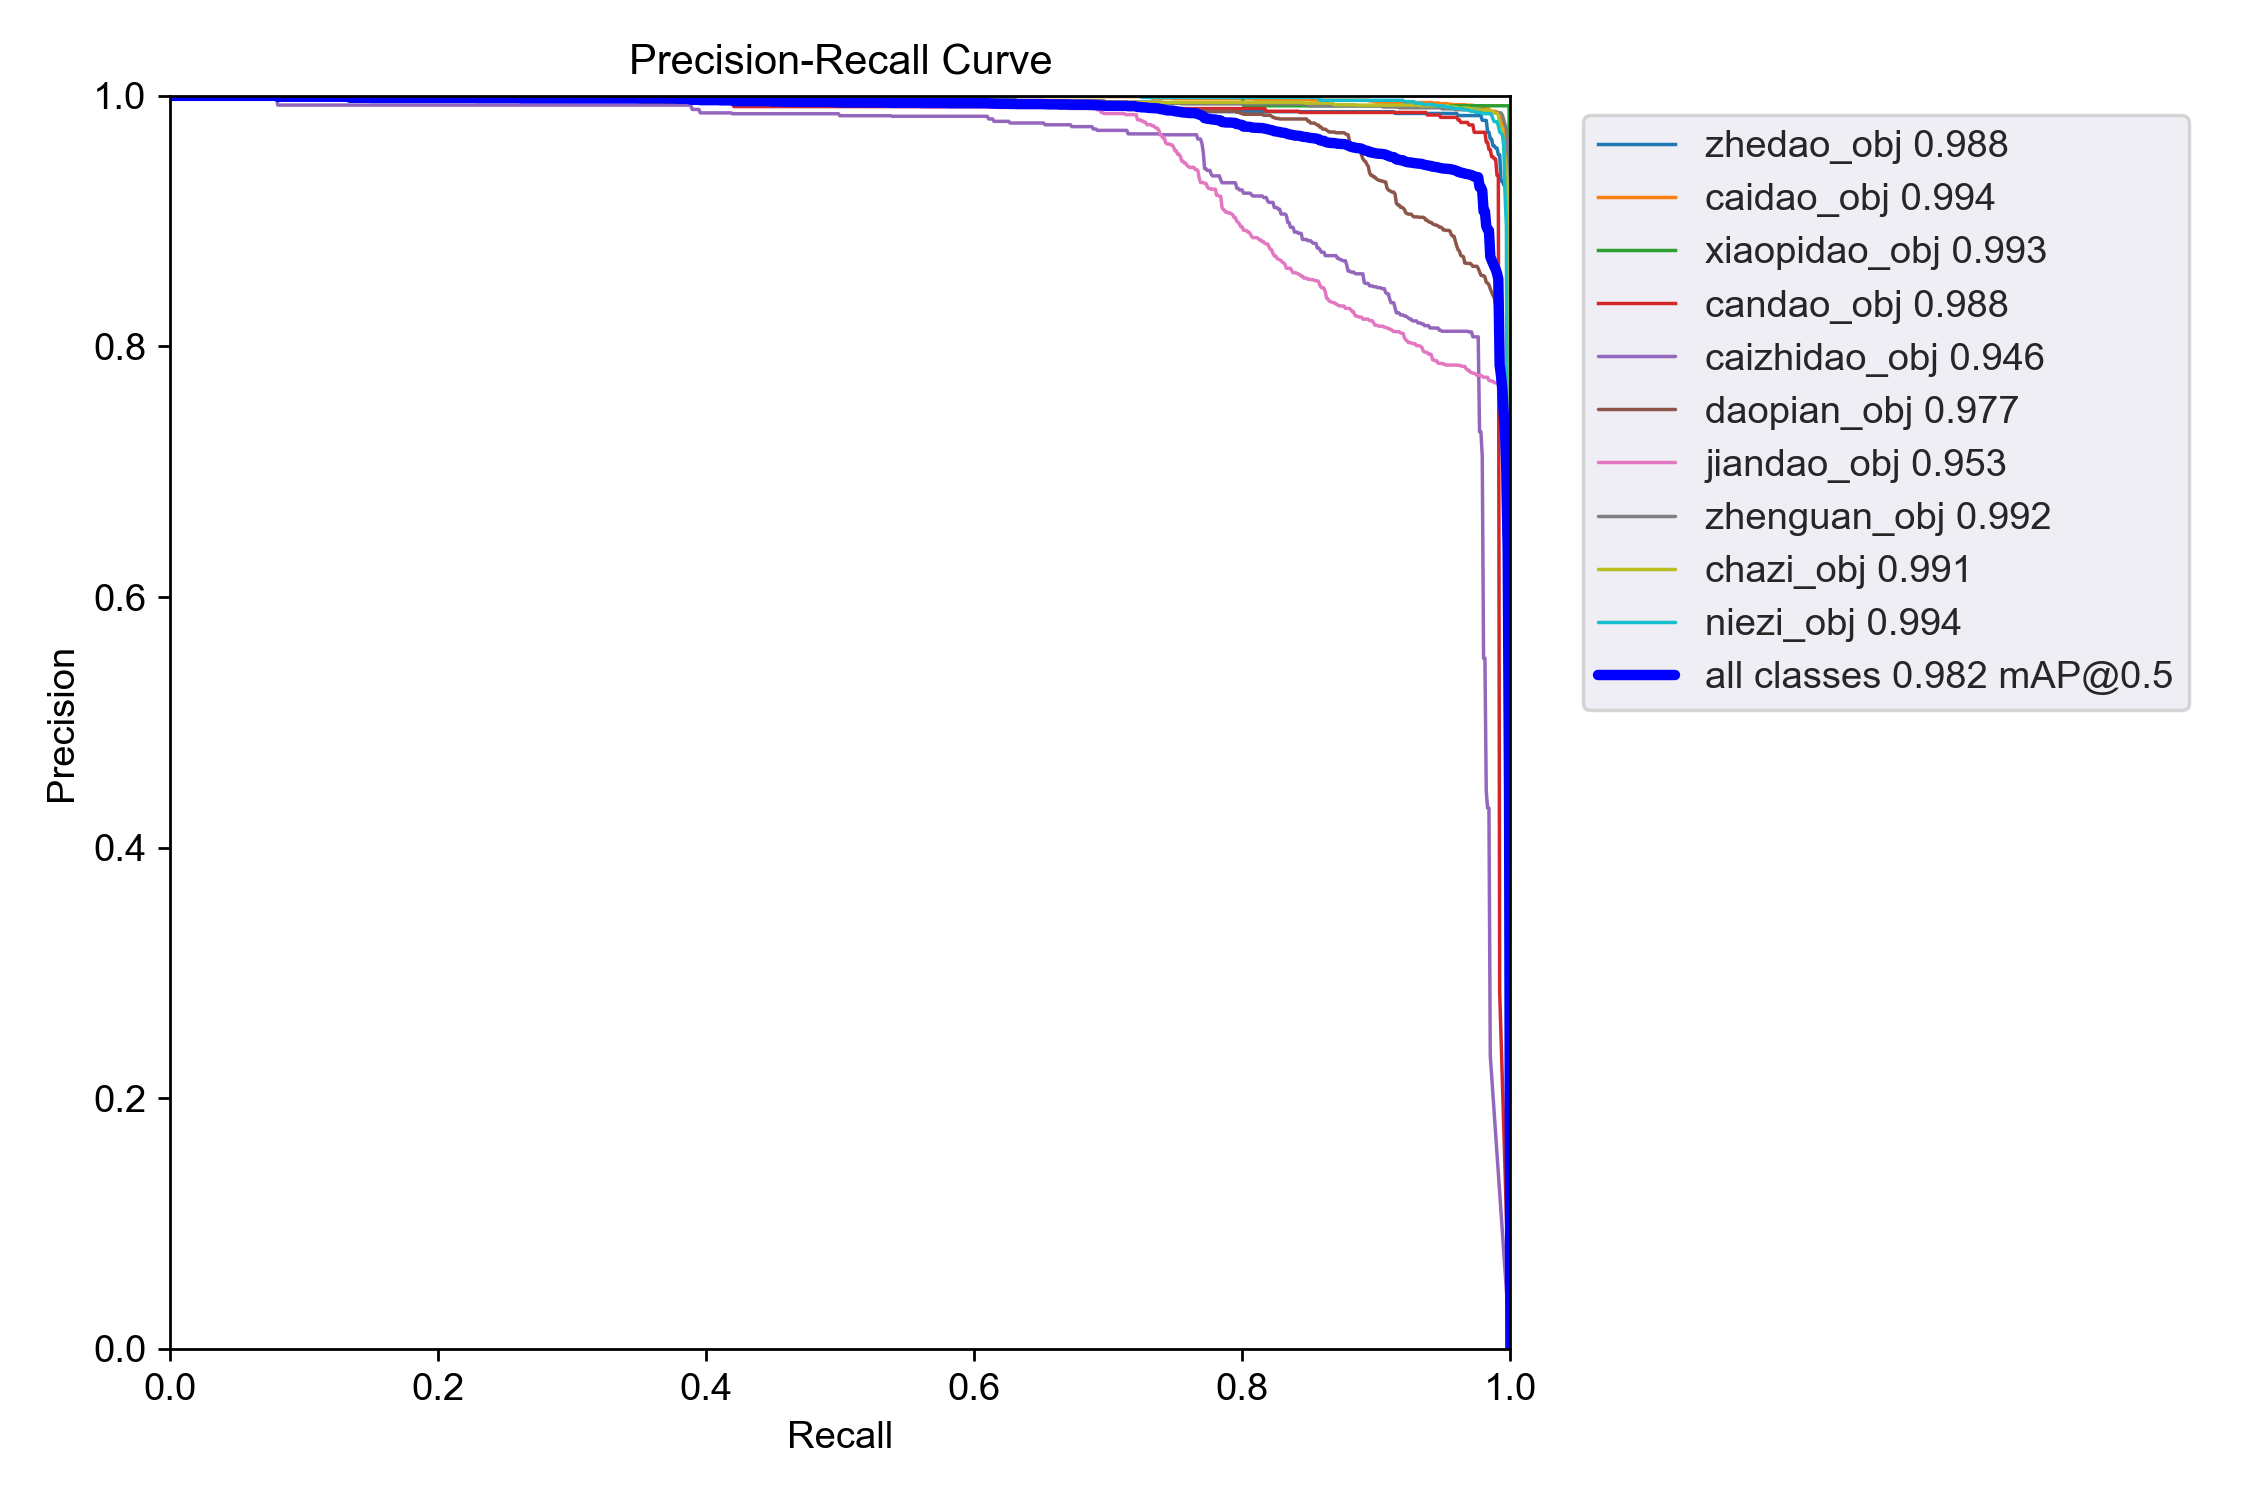 Precision-Recall Curve
1.0
0.8
0.6
0.4
0.2
0.0
Precision
0.0 0.2 0.4 0.6 0.8 1.0
Recall
zhedao_obj 0.988
caidao_obj 0.994
xiaopidao_obj 0.993
candao_obj 0.988
caizhidao_obj 0.946
daopian_obj 0.977
jiandao_obj 0.953
zhenguan_obj 0.992
chazi_obj 0.991
niezi_obj 0.994
all classes 0.982 mAP@0.5